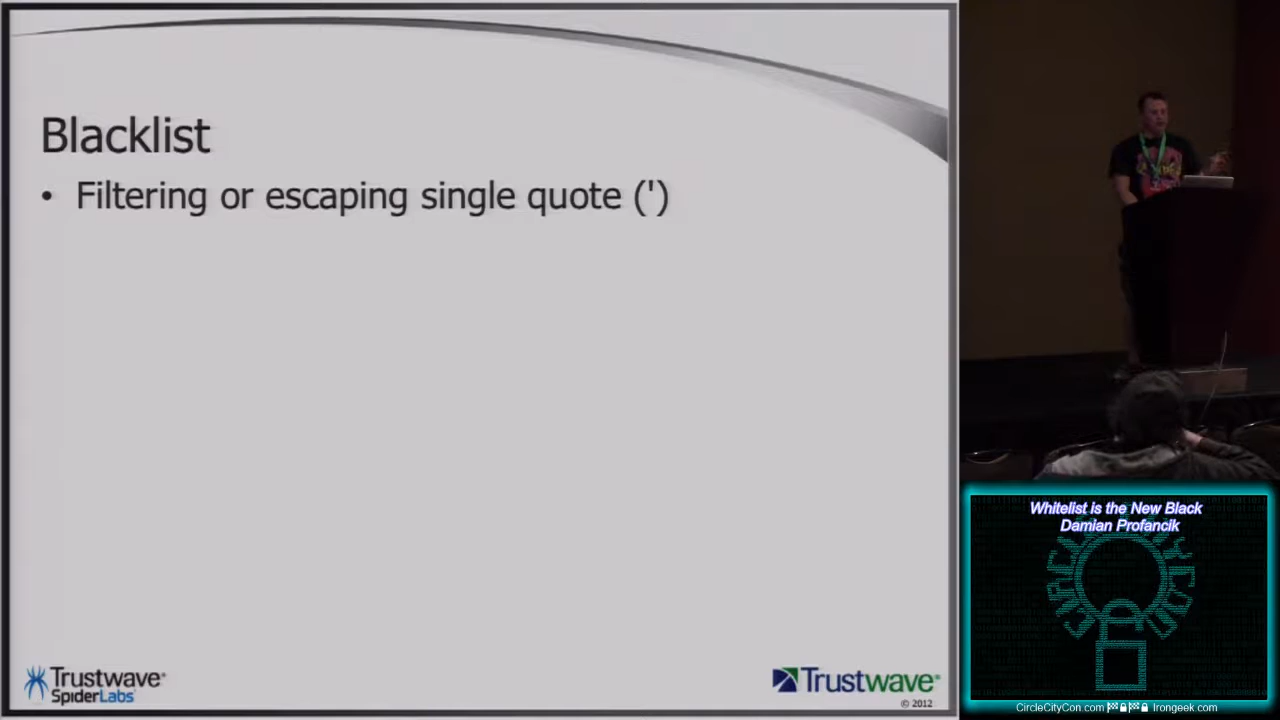 Blacklist
• Filtering or escaping single quote (')
Trustwave®
SpiderLabs®
Trustwave®
© 2012
Whitelist is the New Black
Damian Profancik
CircleCityCon.com
Irongeek.com